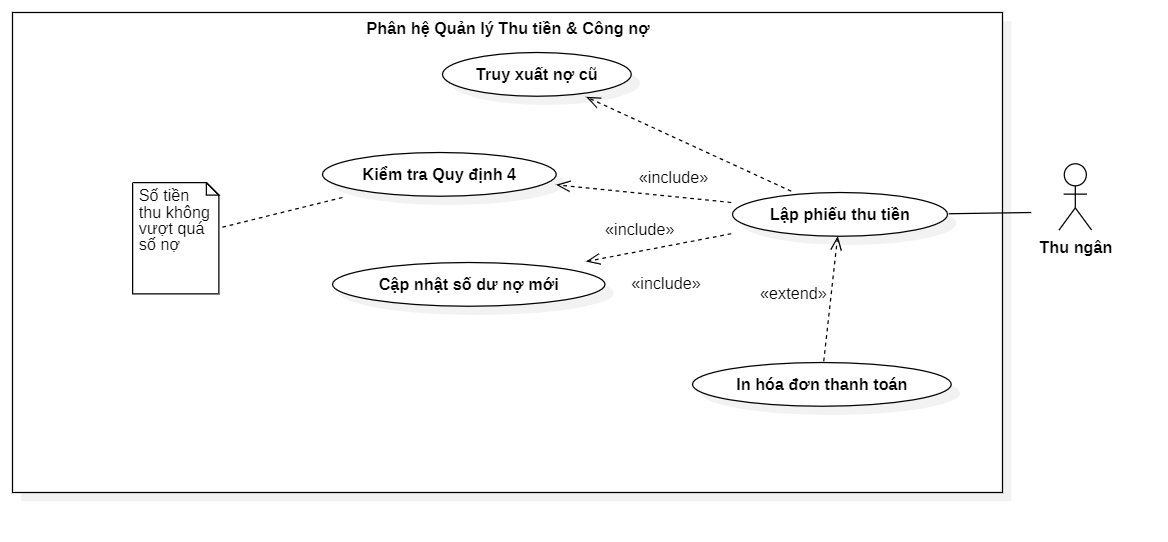 Phân hệ Quản lý Thu tiền & Công nợ
Truy xuất nợ cũ
Kiểm tra Quy định 4
«include»
Số tiền
thu không
vượt quá
số nợ
Lập phiếu thu tiền
«include»
Thu ngân
Cập nhật số dư nợ mới
«include»
«extend»
In hóa đơn thanh toán